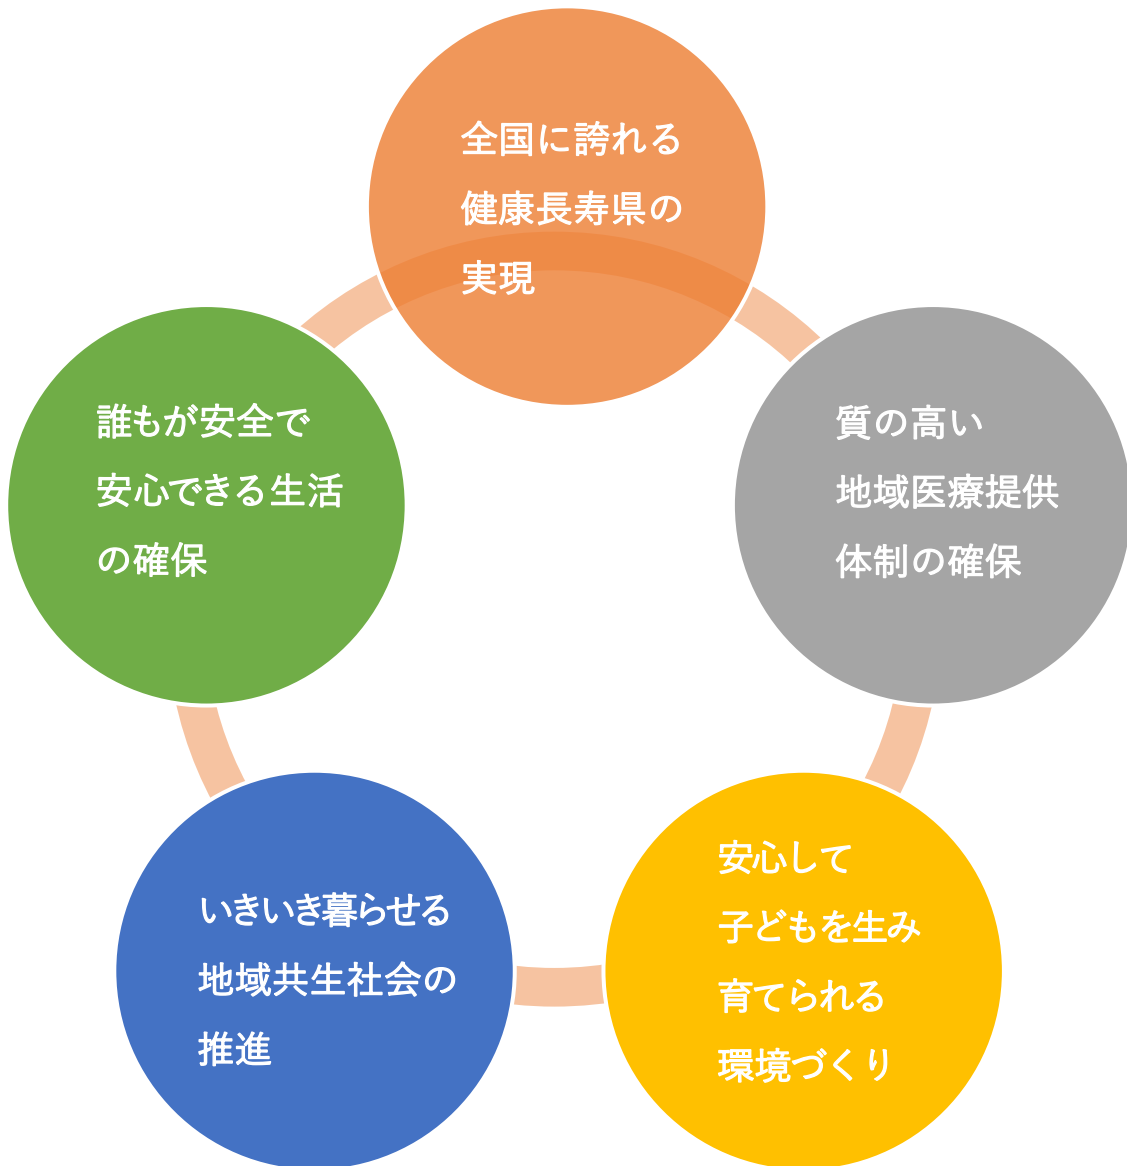 全国に誇れる
健康長寿県の
実現
質の高い
地域医療提供
体制の確保
安心して
子どもを生み
育てられる
環境づくり
いきいき暮らせる
地域共生社会の
推進
誰もが安全で
安心できる生活
の確保